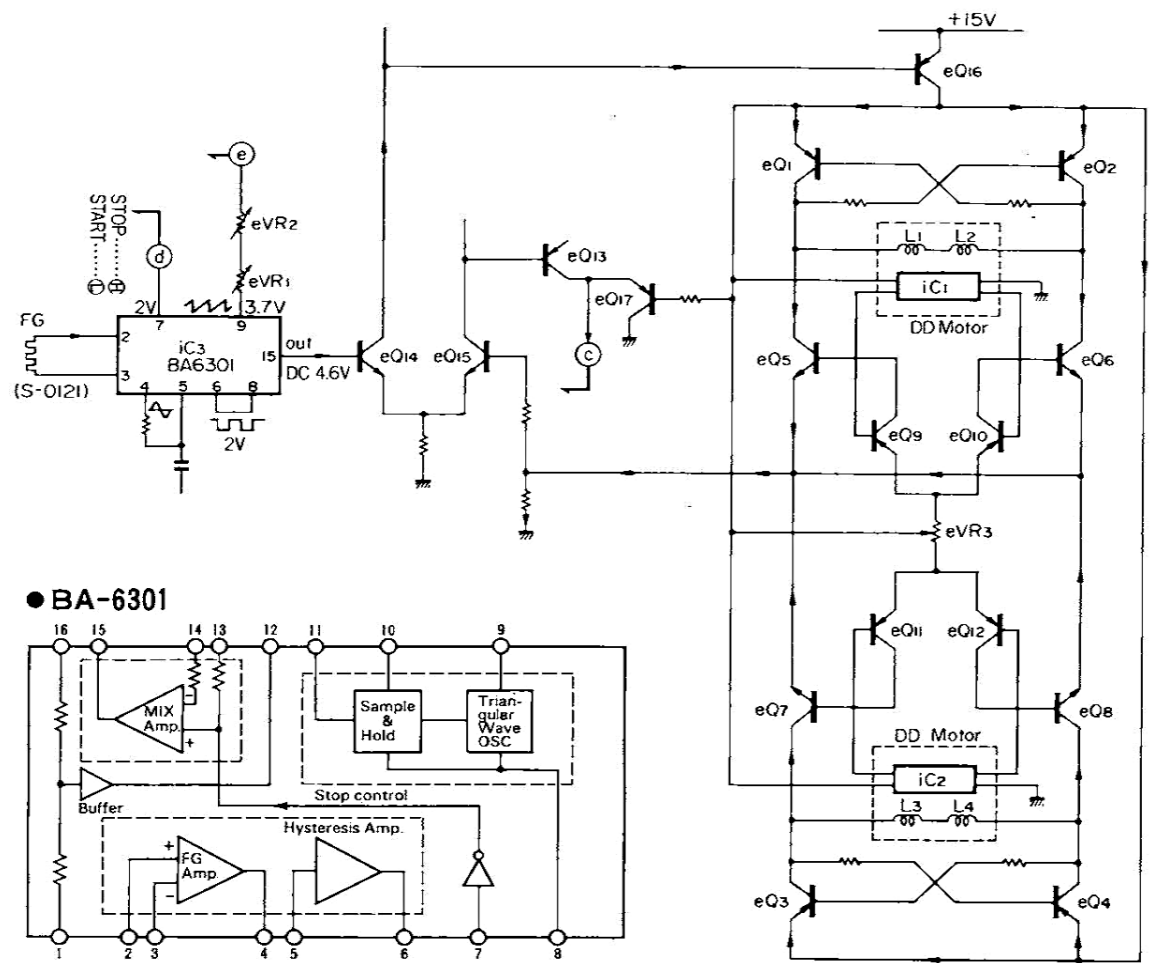 +15V
eQ16
eQ1
eQ2
e
eVR2
STOP......H
START......L
d
eVR1
2V
3.7V
7
9
FG
2
3
(S-0121)
iC3
BA6301
15
out
DC 4.6V
4
5
6
8
2V
eQ14
eQ15
eQ13
eQ17
c
L1
L2
iC1
DD Motor
eQ5
eQ6
eQ9
eQ10
eVR3
eQ11
eQ12
eQ7
eQ8
DD Motor
iC2
L3
L4
eQ3
eQ4
● BA-6301
16
15
14
13
12
11
10
9
MIX
Amp.
−
+
Sample
&
Hold
Trian-
gular
Wave
OSC
Buffer
Stop control
Hysteresis Amp.
+
FG
Amp.
−
1
2
3
4
5
6
7
8